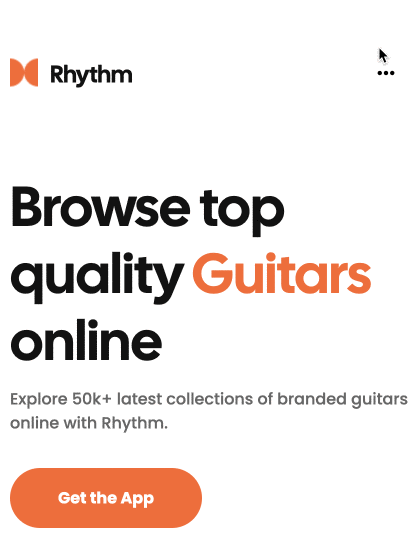 Rhythm
Browse top
quality Guitars
online
Explore 50k+ latest collections of branded guitars
online with Rhythm.
Get the App